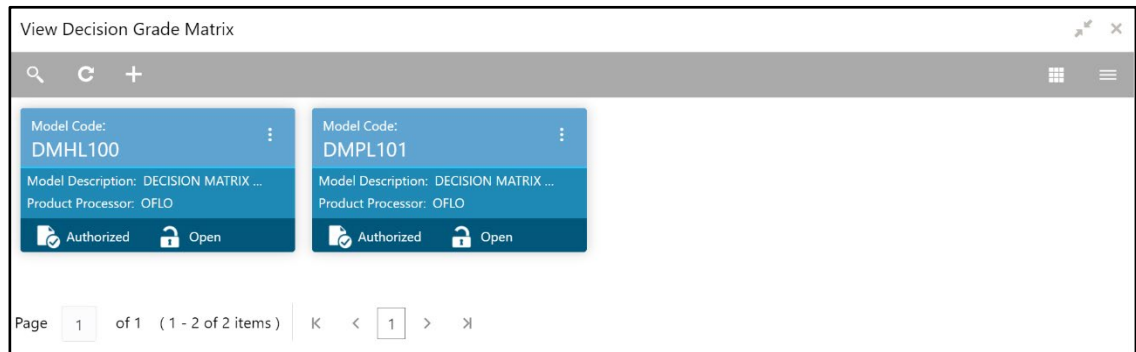 View Decision Grade Matrix
Model Code:
DMHL100
Model Description: DECISION MATRIX ...
Product Processor: OFLO
Authorized Open
Model Code:
DMPL101
Model Description: DECISION MATRIX ...
Product Processor: OFLO
Authorized Open
Page 1 of 1 ( 1 - 2 of 2 items ) 1